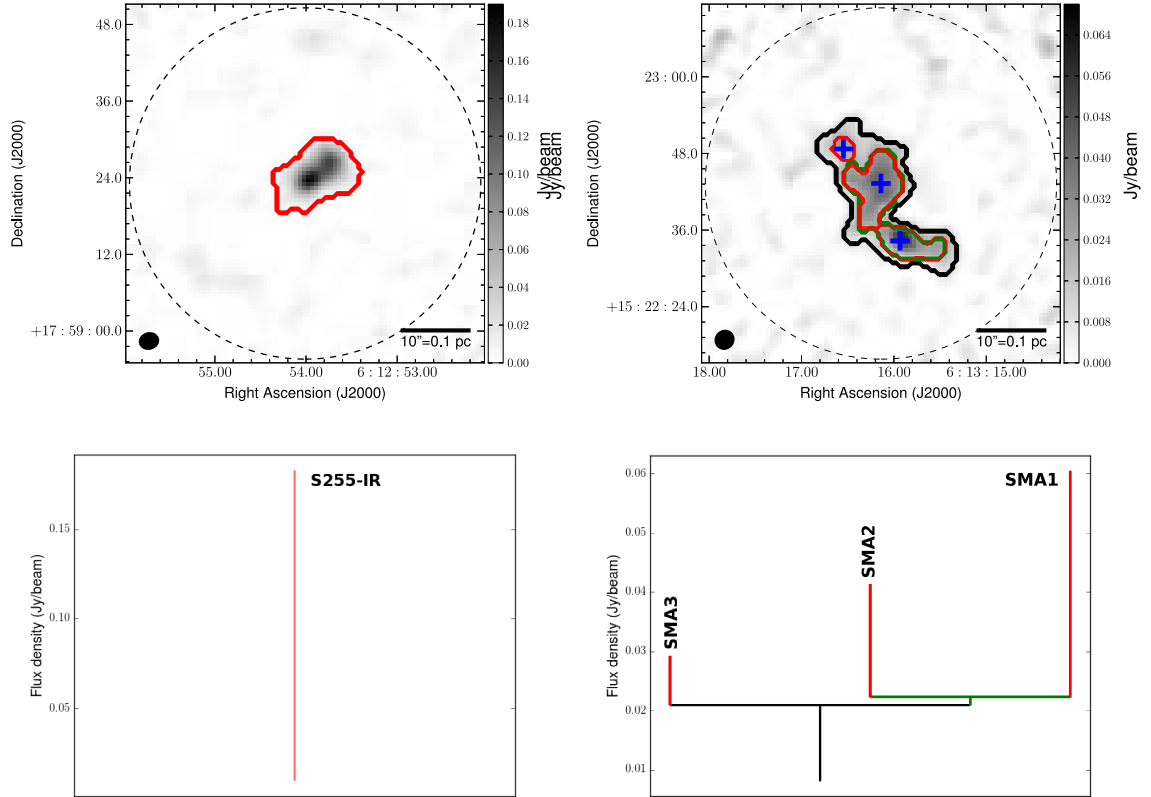 48.0
36.0
24.0
12.0
+17 : 59 : 00.0
Declination (J2000)
55.00
54.00
6 : 12 : 53.00
Right Ascension (J2000)
10”=0.1 pc
0.18
0.16
0.14
0.12
0.10
0.08
0.06
0.04
0.02
0.00
Jy/beam
Jy/beam
23 : 00.0
48.0
36.0
+15 : 22 : 24.0
Declination (J2000)
18.00
17.00
16.00
6 : 13 : 15.00
Right Ascension (J2000)
10”=0.1 pc
0.064
0.056
0.048
0.040
0.032
0.024
0.016
0.008
0.000
Jy/beam
S255-IR
0.15
0.10
0.05
Flux density (Jy/beam)
SMA1
SMA2
SMA3
0.06
0.05
0.04
0.03
0.02
0.01
Flux density (Jy/beam)